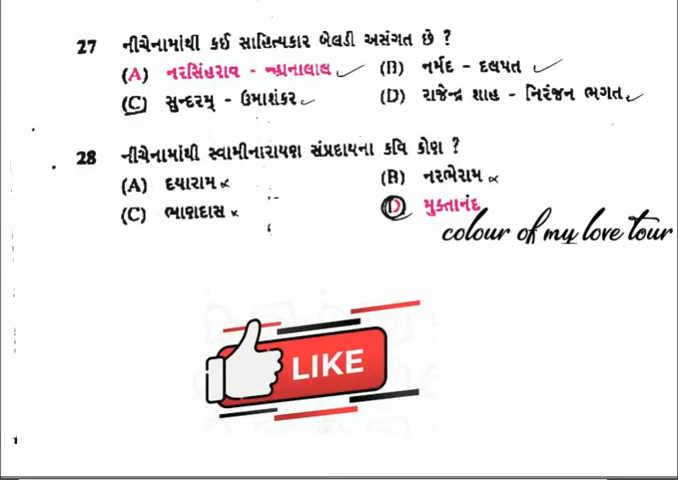 27 નીચેનામાંથી કઈ સાહિત્યકાર બેલડી અસંગત છે ?
(A) નરસિંહરાવ - ન્હાનાલાલ (B) નર્મદ - દલપત
(C) સુન્દરમ્ - ઉમાશંકર (D) રાજેન્દ્ર શાહ - નિરંજન ભગત
28 નીચેનામાંથી સ્વામીનારાયણ સંપ્રદાયના કવિ કોણ ?
(A) દયારામ (B) નરભેરામ
(C) ભાણદાસ (D) મુક્તાનંદ
colour of my love tour
LIKE